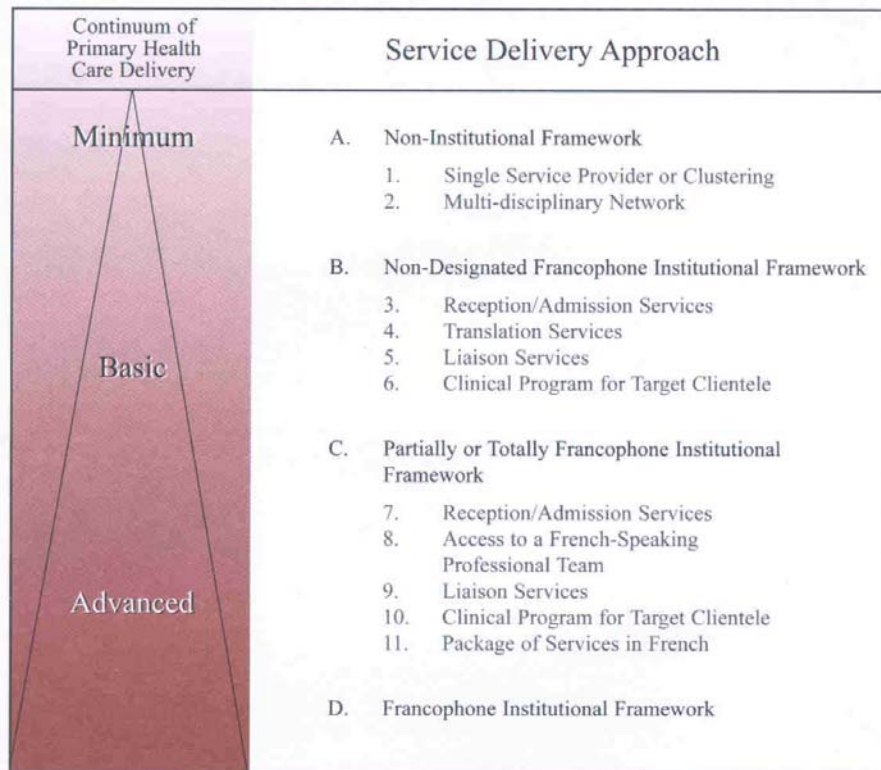 Continuum of
Primary Health
Care Delivery
Service Delivery Approach
Minimum
Basic
Advanced
A. Non-Institutional Framework
1. Single Service Provider or Clustering
2. Multi-disciplinary Network
B. Non-Designated Francophone Institutional Framework
3. Reception/Admission Services
4. Translation Services
5. Liaison Services
6. Clinical Program for Target Clientele
C. Partially or Totally Francophone Institutional
Framework
7. Reception/Admission Services
8. Access to a French-Speaking
Professional Team
9. Liaison Services
10. Clinical Program for Target Clientele
11. Package of Services in French
D. Francophone Institutional Framework